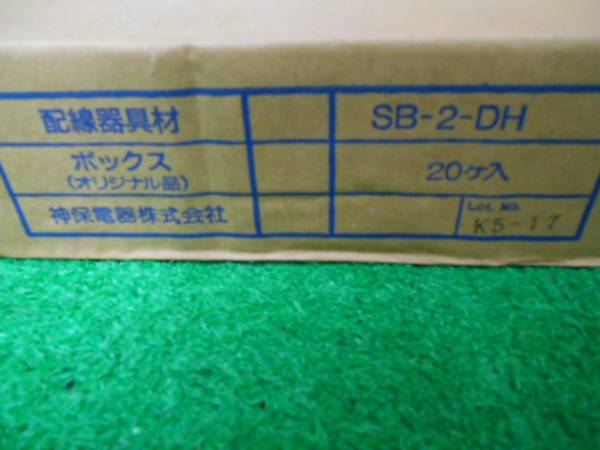 配線器具材 SB-2-DH
ボックス 20ケ入
(オリジナル品)
神保電器株式会社 Lot. No.
K5-17